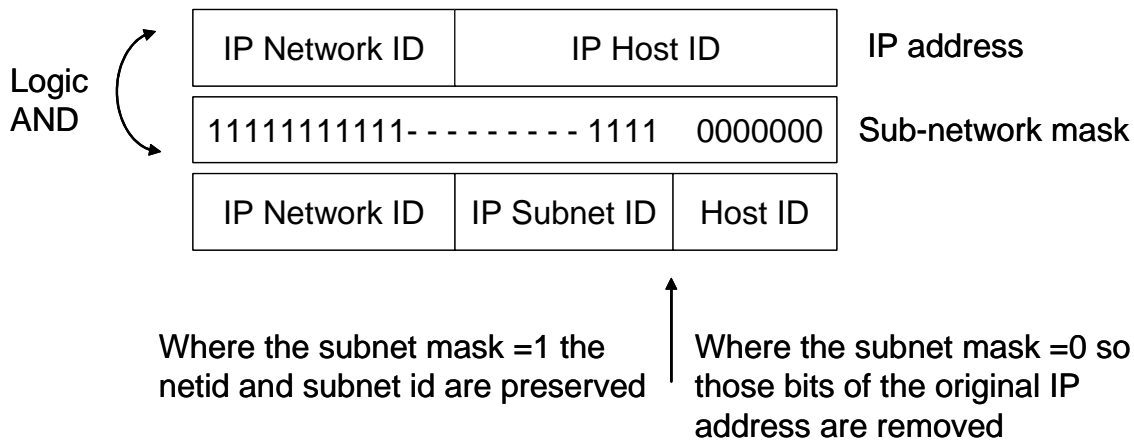 IP Network ID IP Host ID IP address
Logic
AND
11111111111- - - - - - - - - 1111 0000000 Sub-network mask
IP Network ID IP Subnet ID Host ID
Where the subnet mask =1 the
netid and subnet id are preserved
Where the subnet mask =0 so
those bits of the original IP
address are removed